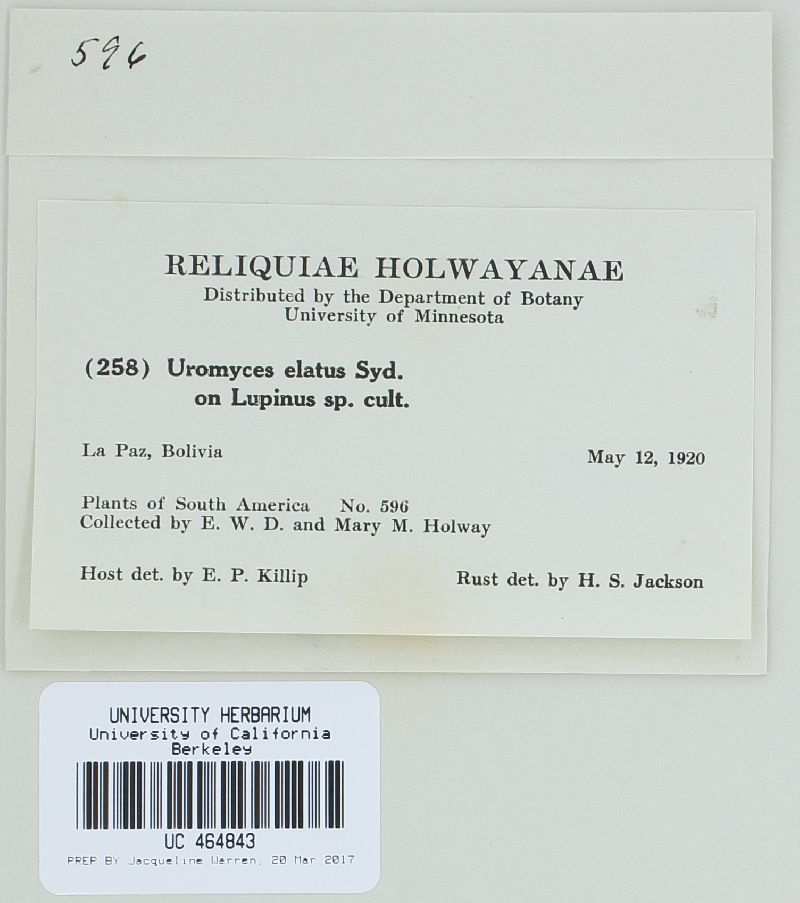 596
RELIQUIAE HOLWAYANAE
Distributed by the Department of Botany
University of Minnesota
(258) Uromyces elatus Syd.
on Lupinus sp. cult.
La Paz, Bolivia May 12, 1920
Plants of South America No. 596
Collected by E. W. D. and Mary M. Holway
Host det. by E. P. Killip Rust det. by H. S. Jackson
UNIVERSITY HERBARIUM
University of California
Berkeley
UC 464843
PREP BY Jacqueline Warren, 20 Mar 2017